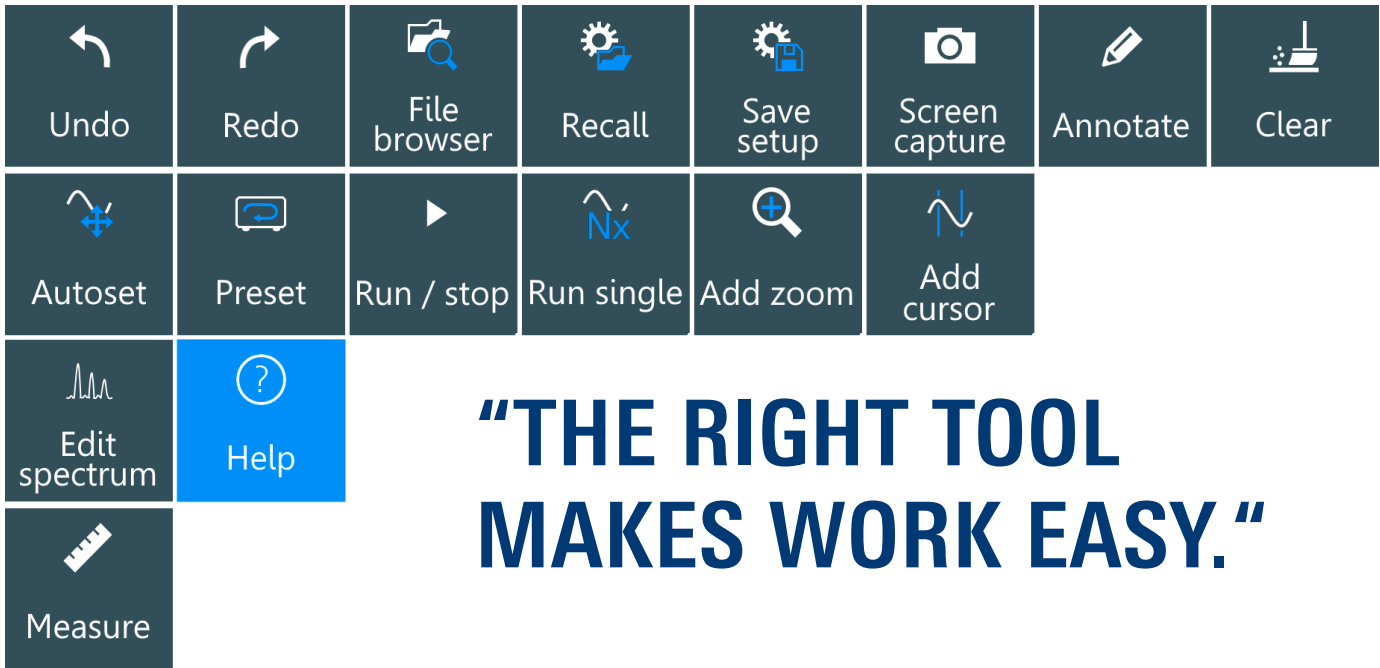 Undo
Redo
File
browser
Recall
Save
setup
Screen
capture
Annotate
Clear
Autoset
Preset
Run / stop
Nx
Run single
Add zoom
Add
cursor
Edit
spectrum
?
Help
Measure
“THE RIGHT TOOL
MAKES WORK EASY.“